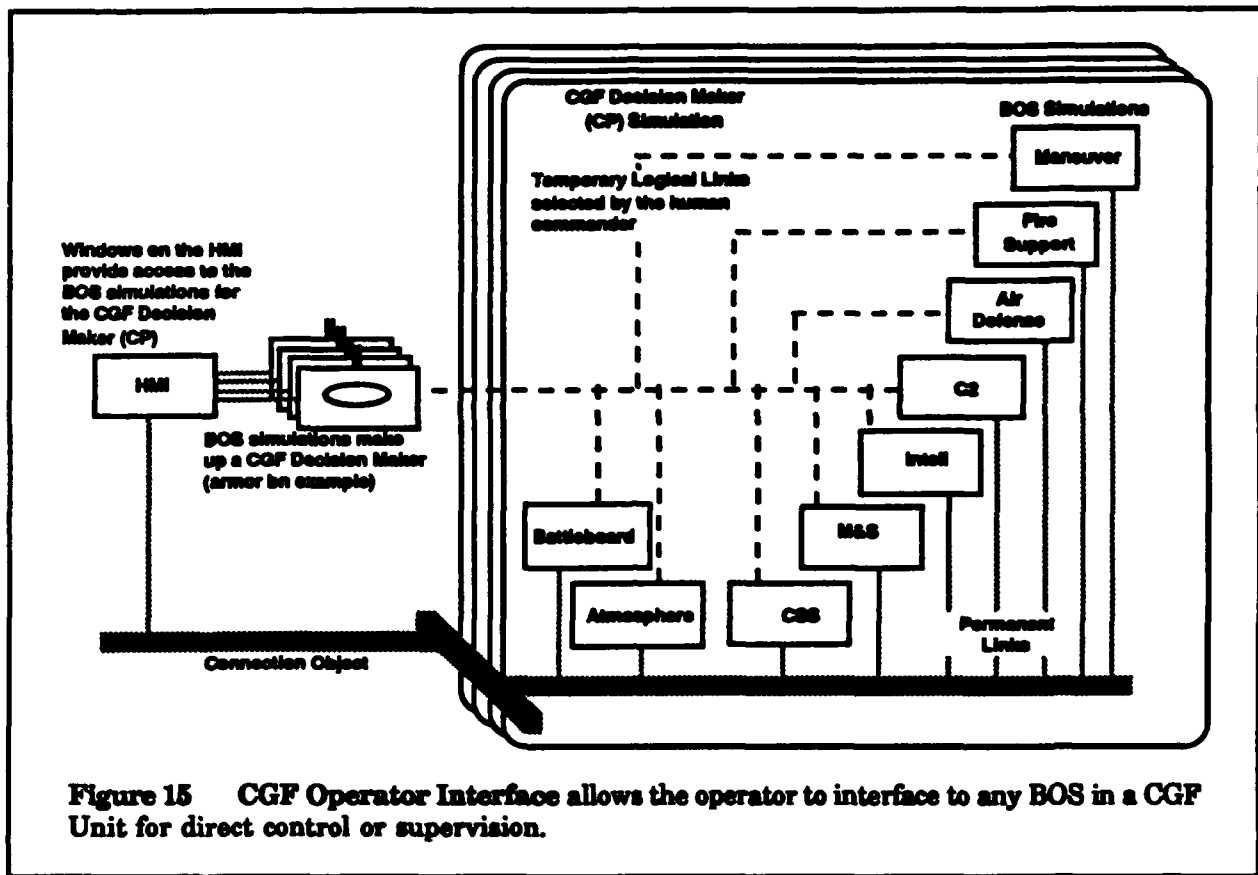 CGF Decision Maker
(CP) Simulation
BOS Simulations
Maneuver
Temporary Logical Links
selected by the human
commander
Fire
Support
Windows on the HMI
provide access to the
BOS simulations for
the CGF Decision
Maker (CP)
Air
Defense
HMI
C2
BOS simulations make
up a CGF Decision Maker
(armor bn example)
Intell
Battleboard
M&S
Atmosphere
CSS
Permanant
Links
Connection Object
Figure 15 CGF Operator Interface allows the operator to interface to any BOS in a CGF
Unit for direct control or supervision.